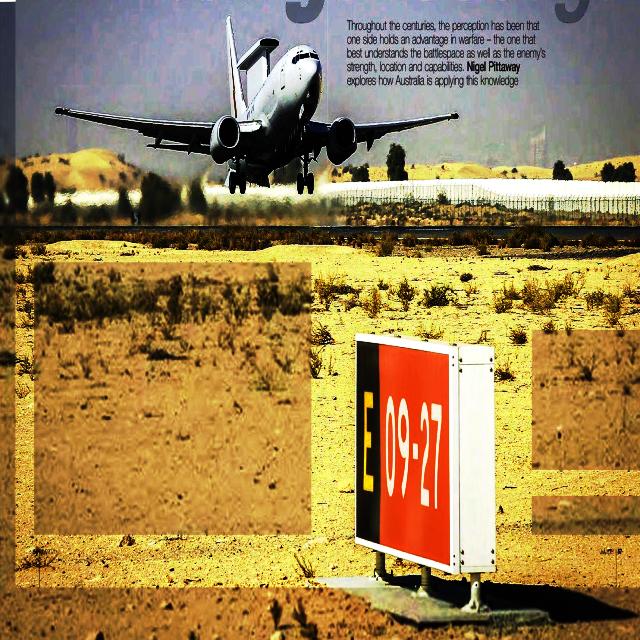 Throughout the centuries, the perception has been that
one side holds an advantage in warfare – the one that
best understands the battlespace as well as the enemy's
strength, location and capabilities. Nigel Pittaway
explores how Australia is applying this knowledge
E 09-27